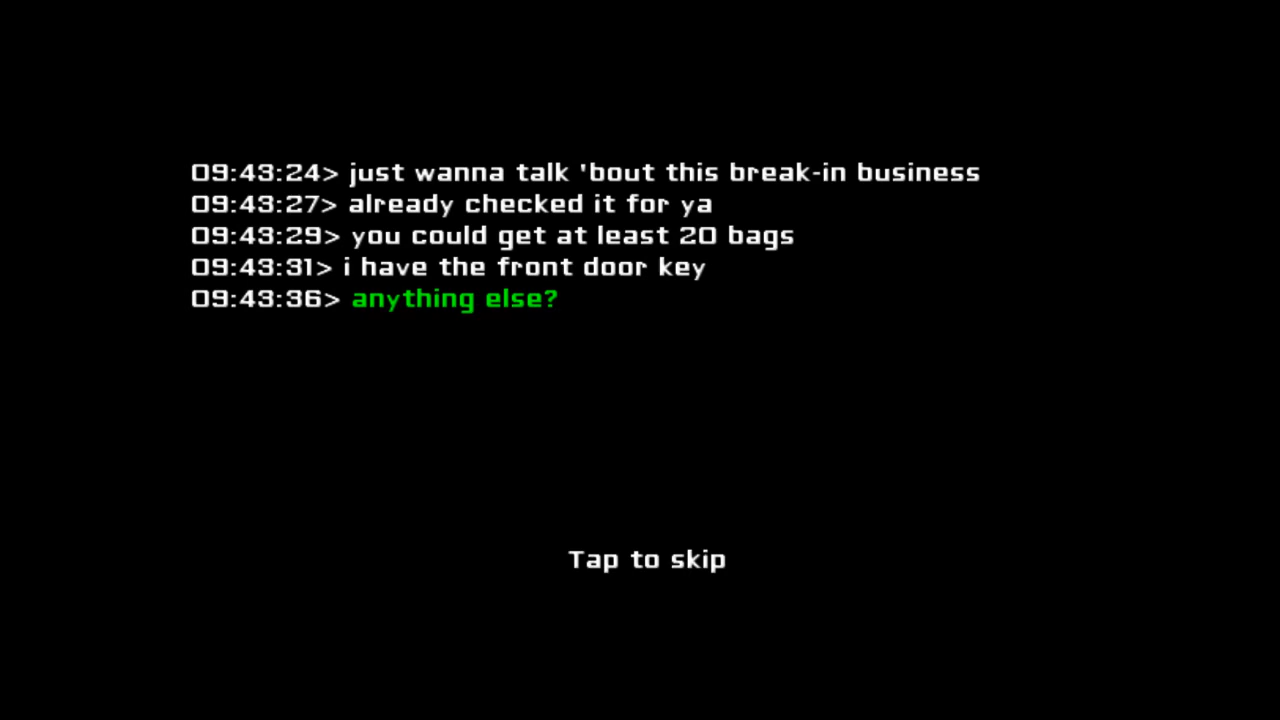 09:43:24> just wanna talk 'bout this break-in business
09:43:27> already checked it for ya
09:43:29> you could get at least 20 bags
09:43:31> i have the front door key
09:43:36> anything else?
Tap to skip